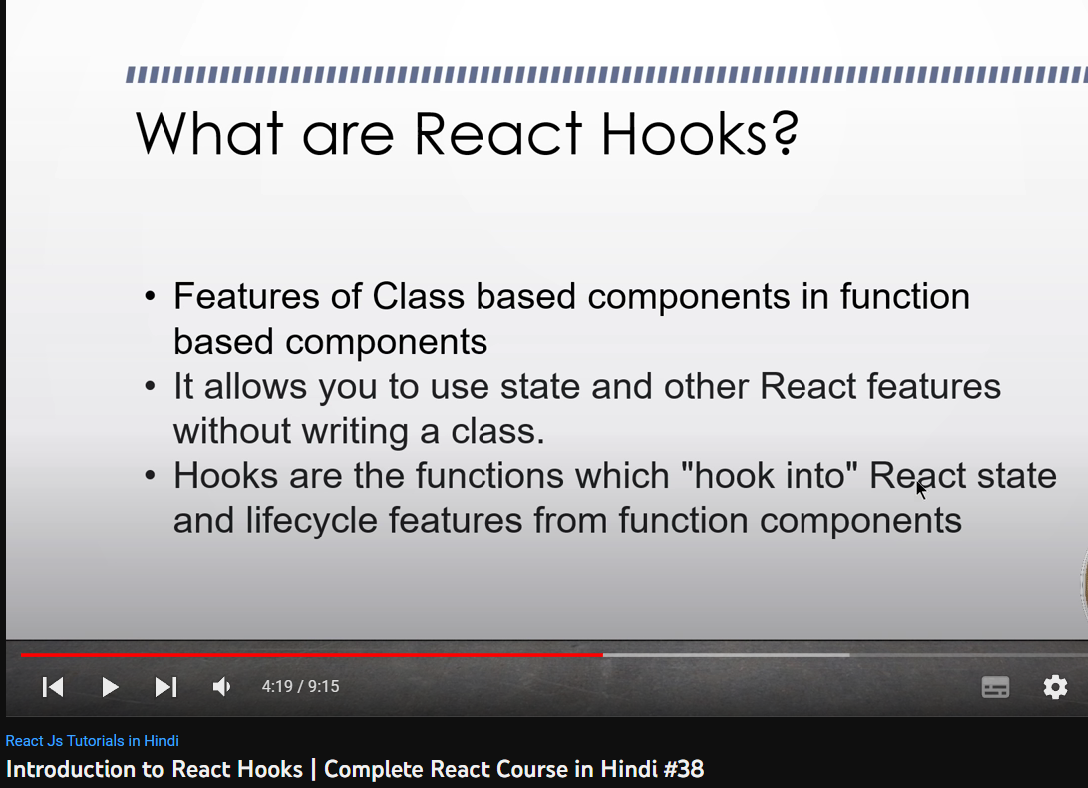 What are React Hooks?
• Features of Class based components in function
based components
• It allows you to use state and other React features
without writing a class.
• Hooks are the functions which "hook into" React state
and lifecycle features from function components
4:19 / 9:15
React Js Tutorials in Hindi
Introduction to React Hooks | Complete React Course in Hindi #38